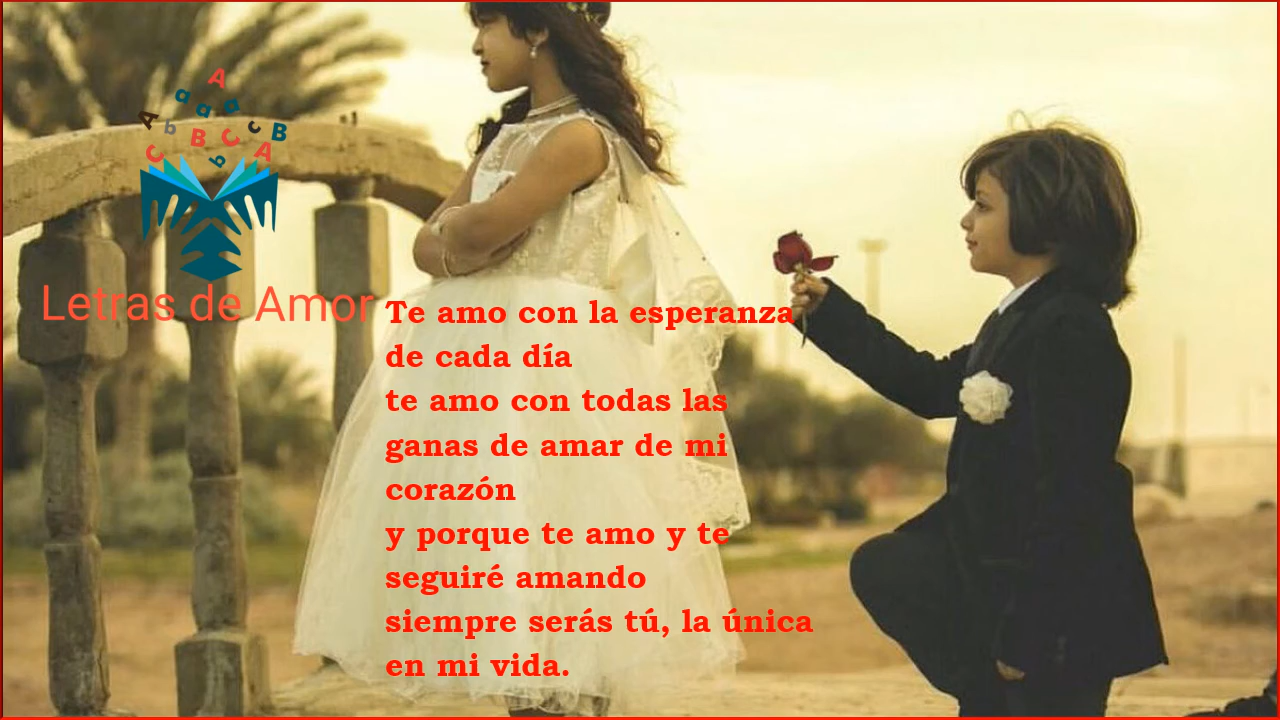 Letras de Amor
Te amo con la esperanza
de cada día
te amo con todas las
ganas de amar de mi
corazón
y porque te amo y te
seguiré amando
siempre serás tú, la única
en mi vida.